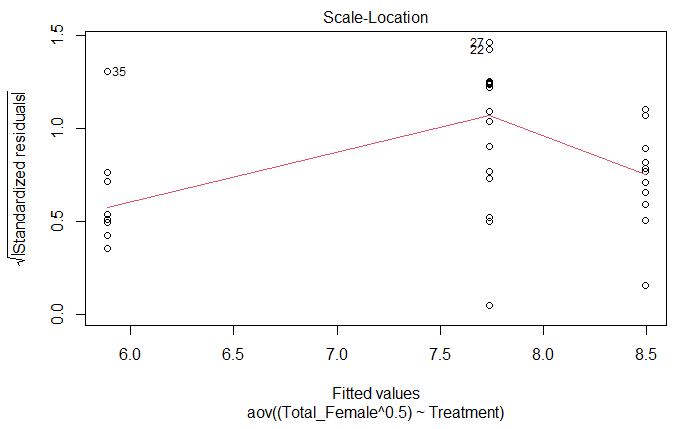 Scale-Location
√|Standardized residuals|
1.5
1.0
0.5
0.0
35
27
22
6.0 6.5 7.0 7.5 8.0 8.5
Fitted values
aov((Total_Female^0.5) ~ Treatment)